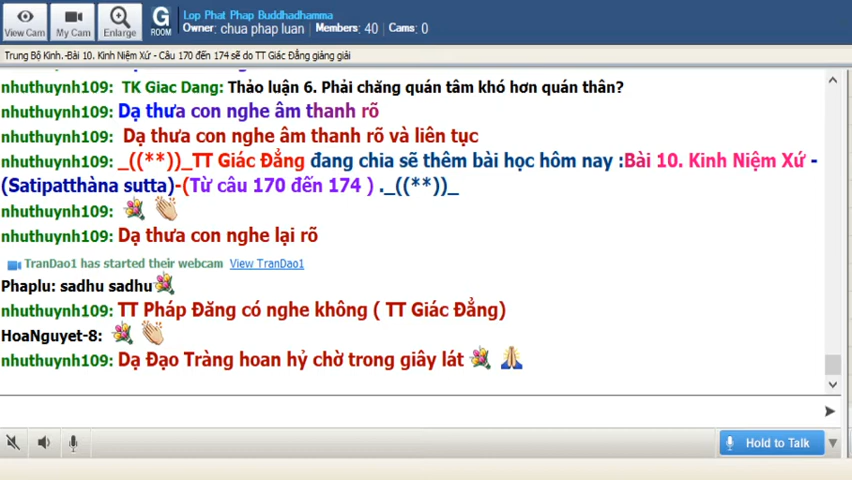 View Cam
My Cam
Enlarge
G
ROOM
Lop Phat Phap Buddhadhamma
Owner: chua phap luan Members: 40 Cams: 0
Trung Bộ Kinh.-Bài 10. Kinh Niệm Xứ - Câu 170 đến 174 sẽ do TT Giác Đẳng giảng giải
nhuthuynh109: TK Giac Dang: Thảo luận 6. Phải chăng quán tâm khó hơn quán thân?
nhuthuynh109: Dạ thưa con nghe âm thanh rõ
nhuthuynh109: Dạ thưa con nghe âm thanh rõ và liên tục
nhuthuynh109: _((**))_TT Giác Đẳng đang chia sẽ thêm bài học hôm nay :Bài 10. Kinh Niệm Xứ -
(Satipatthàna sutta)-(Từ câu 170 đến 174 ) ._((**))_
nhuthuynh109:
nhuthuynh109: Dạ thưa con nghe lại rõ
TranDao1 has started their webcam View TranDao1
Phaplu: sadhu sadhu
nhuthuynh109: TT Pháp Đăng có nghe không ( TT Giác Đẳng)
HoaNguyet-8:
nhuthuynh109: Dạ Đạo Tràng hoan hỷ chờ trong giây lát
Hold to Talk